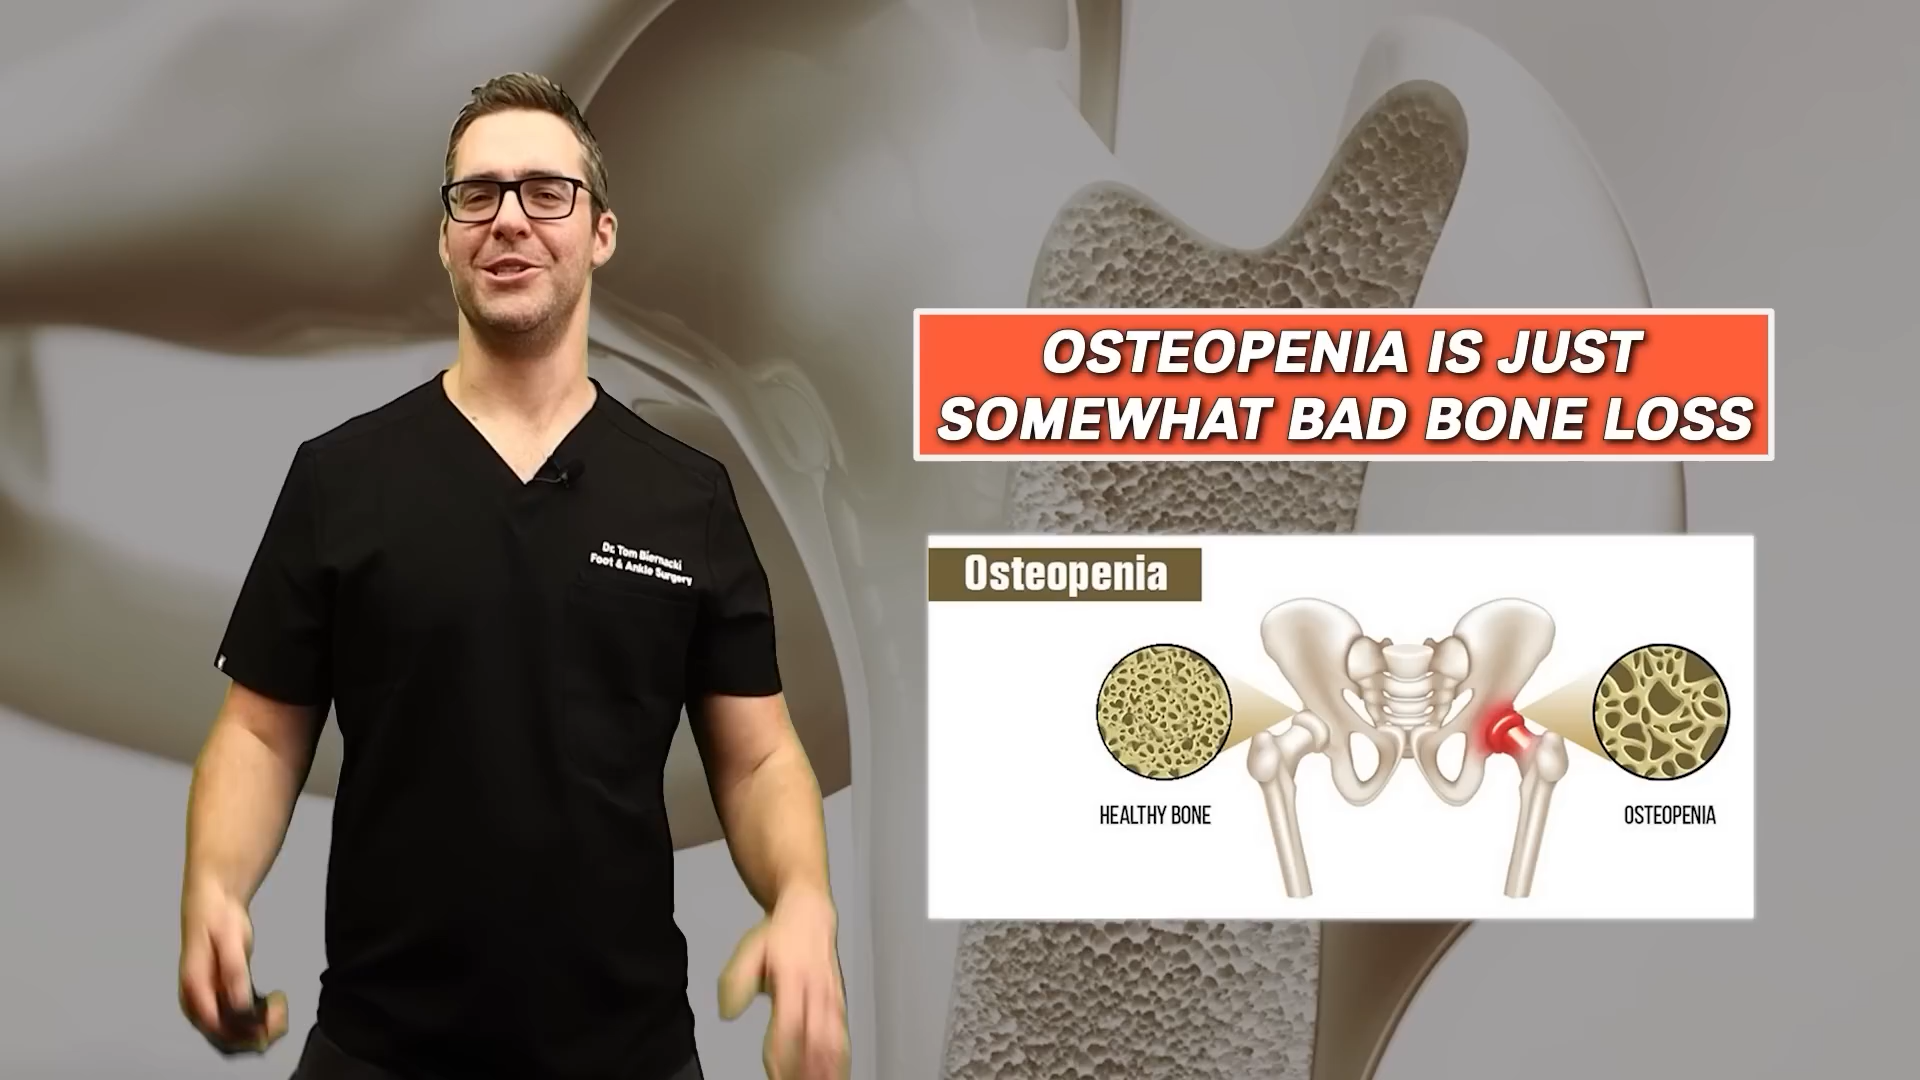 OSTEOPENIA IS JUST
SOMEWHAT BAD BONE LOSS
Dr. Tom Biernacki
Foot & Ankle Surgery
Osteopenia
HEALTHY BONE
OSTEOPENIA